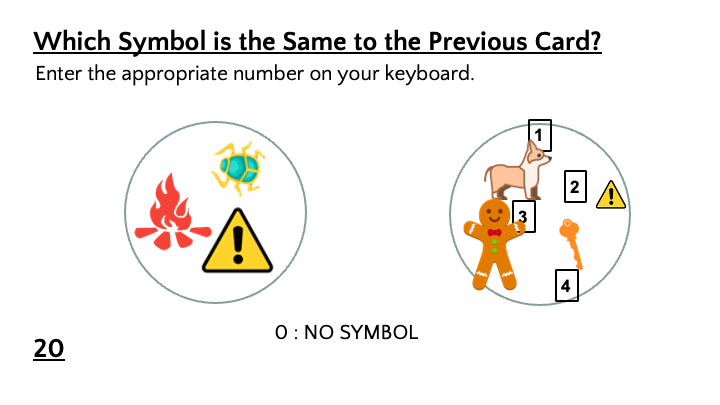 Which Symbol is the Same to the Previous Card?
Enter the appropriate number on your keyboard.
1
2
3
4
0 : NO SYMBOL
20